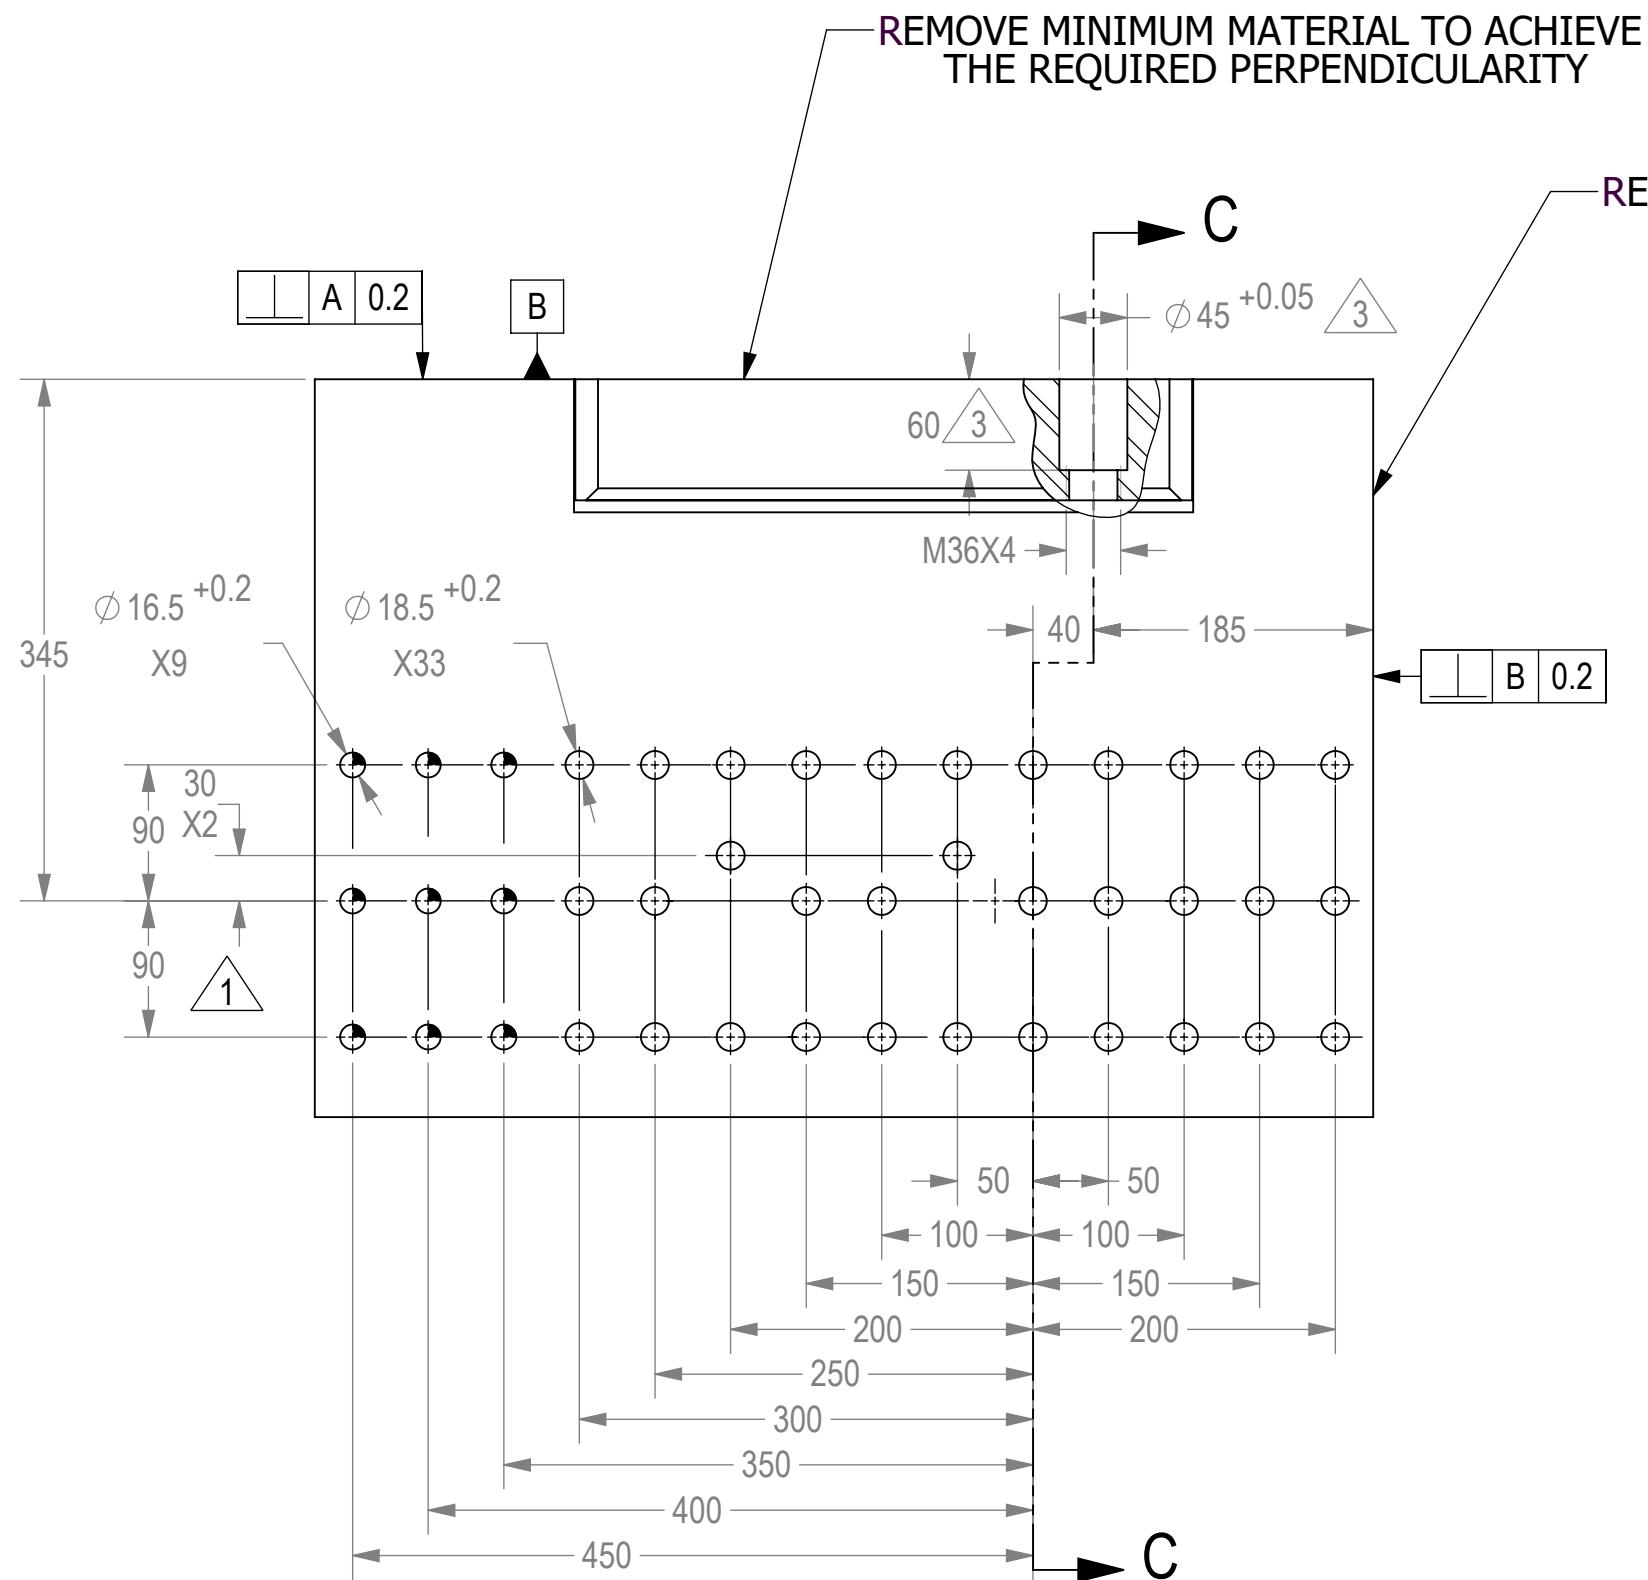 REMOVE MINIMUM MATERIAL TO ACHIEVE
THE REQUIRED PERPENDICULARITY
RE
C
⊥ A 0.2
B
⌀45 +0.05 3
60 3
M36X4
⌀16.5 +0.2
X9
⌀18.5 +0.2
X33
345
40 185
⊥ B 0.2
30
X2
90
90
1
50 50
100 100
150 150
200 200
250
300
350
400
450
C